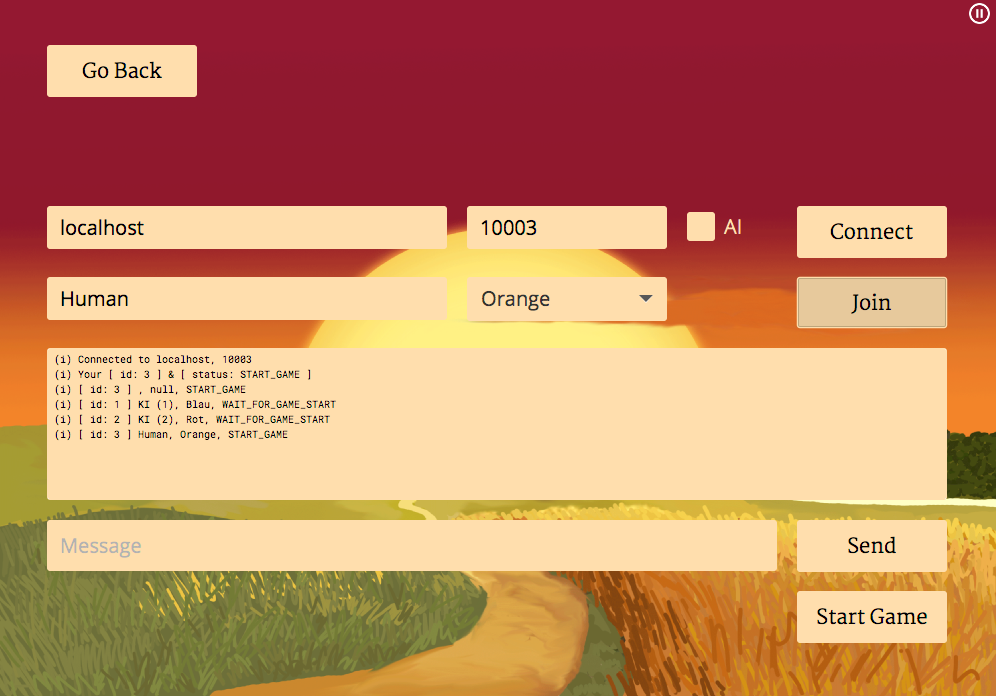 Go Back
localhost
10003
AI
Connect
Human
Orange
Join
(i) Connected to localhost, 10003
(i) Your [ id: 3 ] & [ status: START_GAME ]
(i) [ id: 3 ] , null, START_GAME
(i) [ id: 1 ] KI (1), Blau, WAIT_FOR_GAME_START
(i) [ id: 2 ] KI (2), Rot, WAIT_FOR_GAME_START
(i) [ id: 3 ] Human, Orange, START_GAME
Message
Send
Start Game